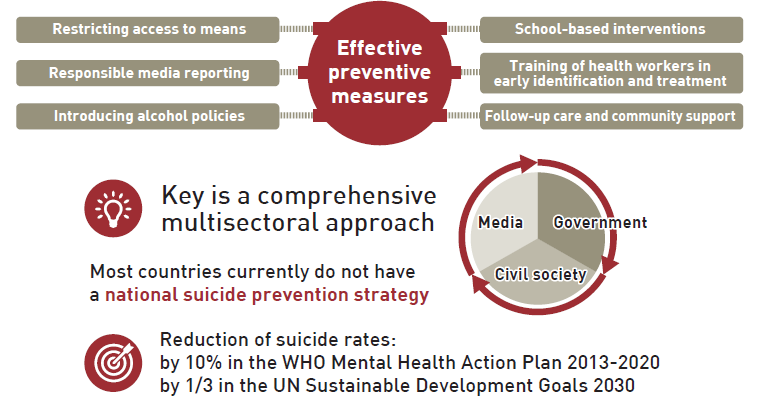 Restricting access to means
Responsible media reporting
Introducing alcohol policies
Effective
preventive
measures
School-based interventions
Training of health workers in
early identification and treatment
Follow-up care and community support
Key is a comprehensive
multisectoral approach
Media
Government
Civil society
Most countries currently do not have
a national suicide prevention strategy
Reduction of suicide rates:
by 10% in the WHO Mental Health Action Plan 2013-2020
by 1/3 in the UN Sustainable Development Goals 2030